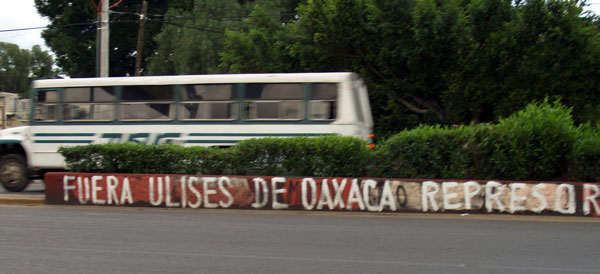 FUERA ULISES DE OAXACA REPRESOR